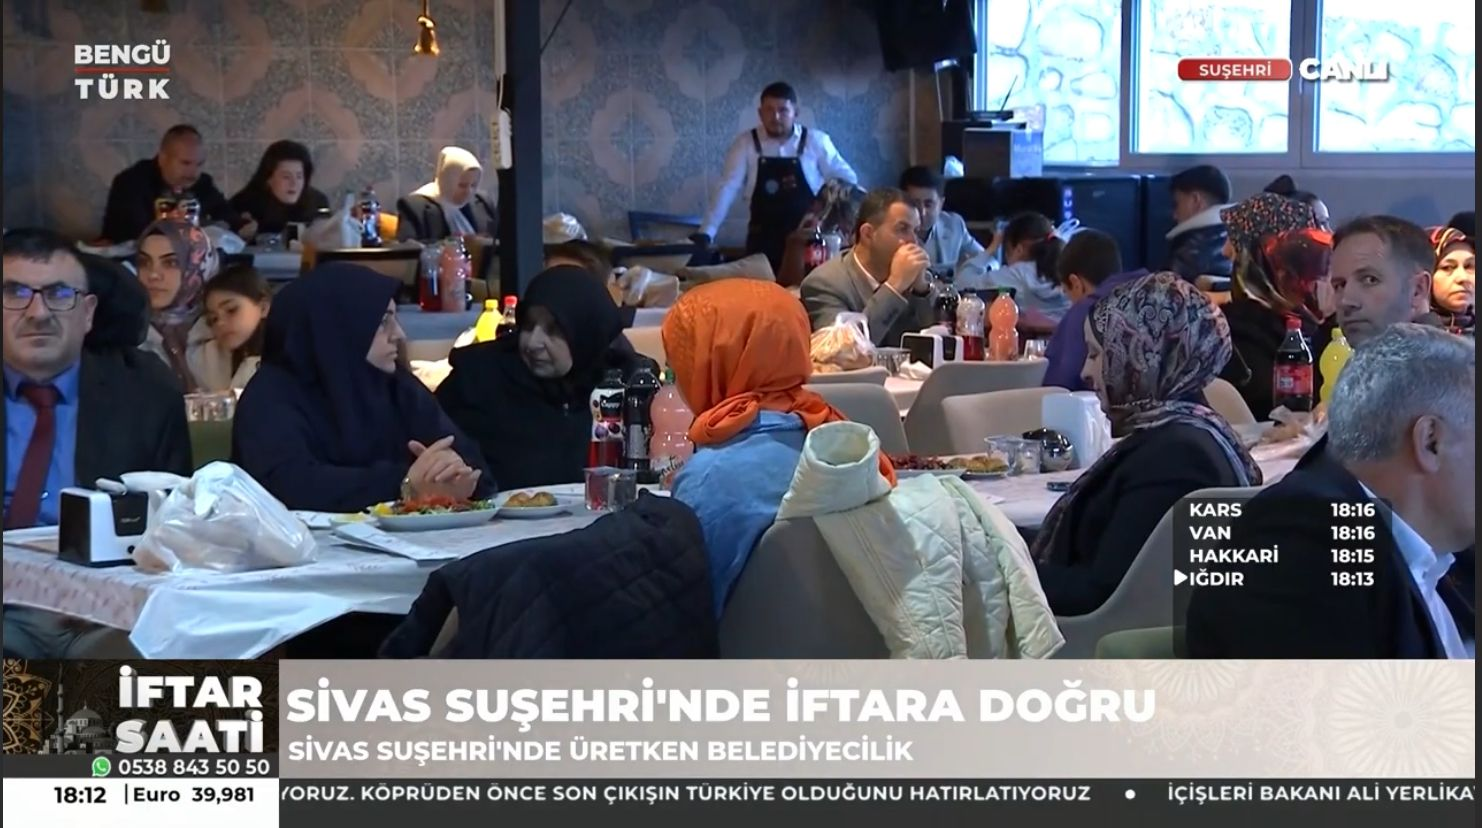 BENGÜ
TÜRK
SUŞEHRİ CANLI
KARS 18:16
VAN 18:16
HAKKARİ 18:15
IĞDIR 18:13
İFTAR
SAATİ
0538 843 50 50
SİVAS SUŞEHRİ'NDE İFTARA DOĞRU
SİVAS SUŞEHRİ'NDE ÜRETKEN BELEDİYECİLİK
18:12 Euro 39,981
YORUZ. KÖPRÜDEN ÖNCE SON ÇIKIŞIN TÜRKİYE OLDUĞUNU HATIRLATIYORUZ • İÇİŞLERİ BAKANI ALİ YERLİKA